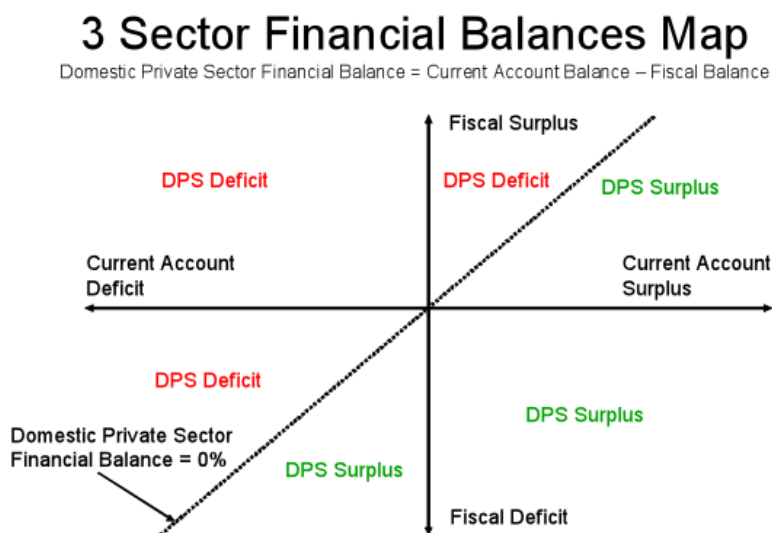 3 Sector Financial Balances Map
Domestic Private Sector Financial Balance = Current Account Balance – Fiscal Balance
Fiscal Surplus
DPS Deficit
DPS Deficit
DPS Surplus
Current Account
Deficit
Current Account
Surplus
DPS Deficit
DPS Surplus
Domestic Private Sector
Financial Balance = 0%
DPS Surplus
Fiscal Deficit